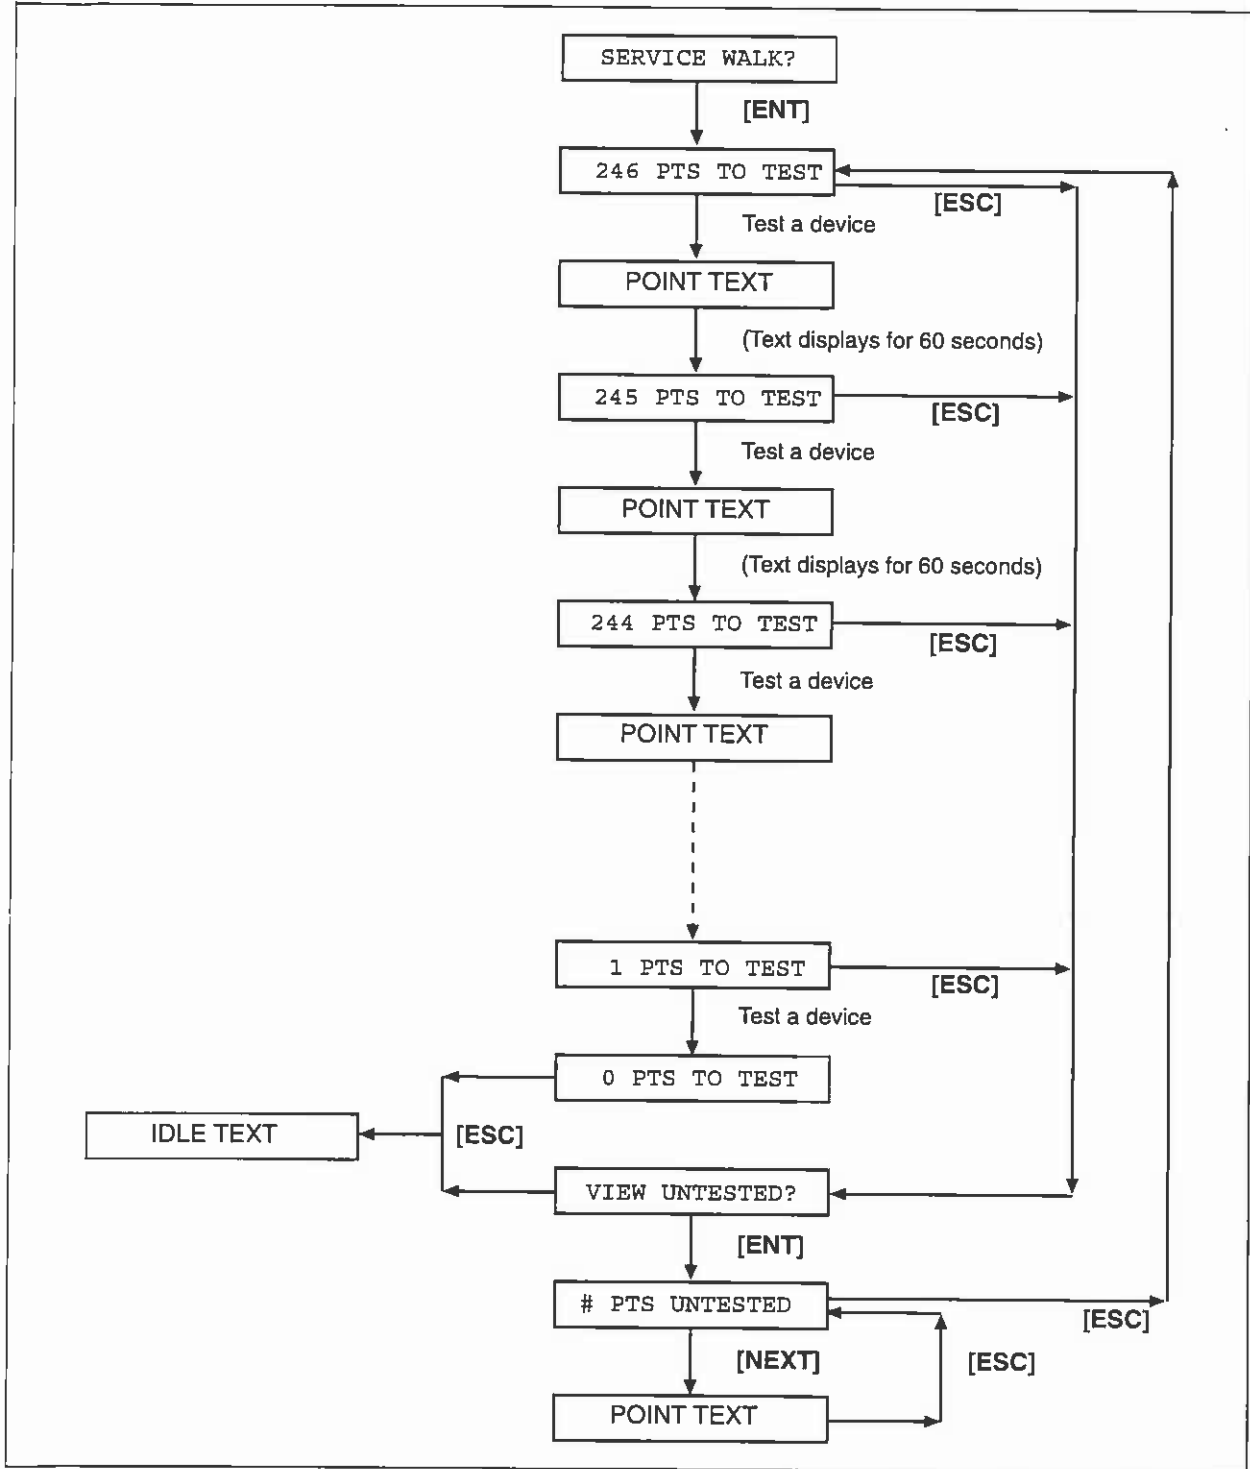 SERVICE WALK?
[ENT]
246 PTS TO TEST
[ESC]
Test a device
POINT TEXT
(Text displays for 60 seconds)
245 PTS TO TEST
[ESC]
Test a device
POINT TEXT
(Text displays for 60 seconds)
244 PTS TO TEST
[ESC]
Test a device
POINT TEXT
1 PTS TO TEST
[ESC]
Test a device
0 PTS TO TEST
IDLE TEXT
[ESC]
VIEW UNTESTED?
[ENT]
# PTS UNTESTED
[ESC]
[NEXT]
[ESC]
POINT TEXT